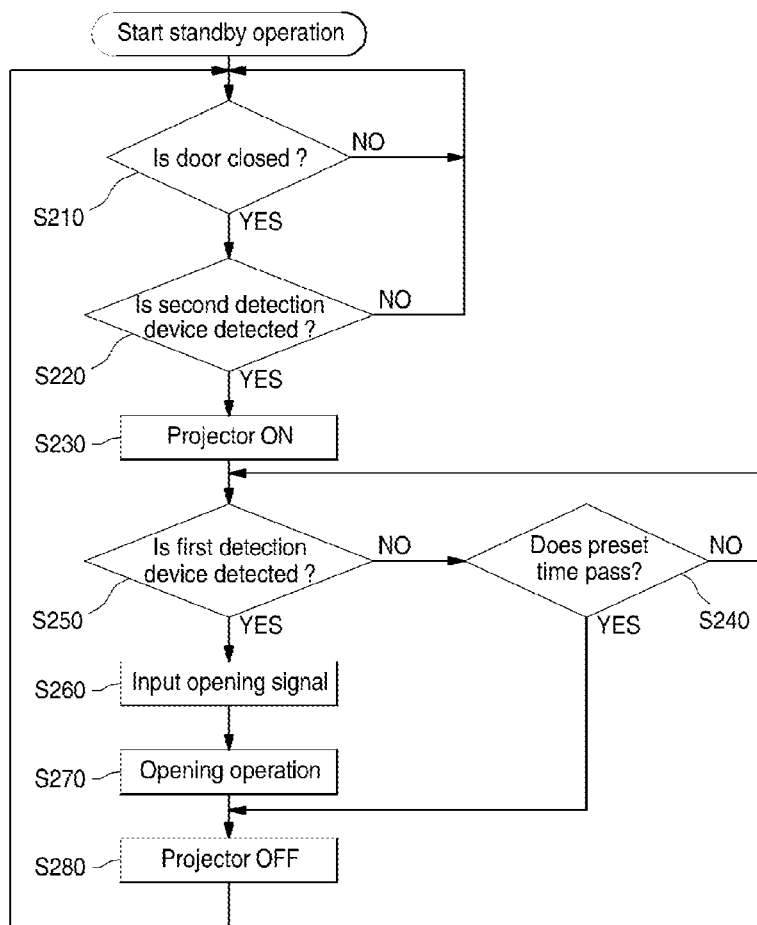 Start standby operation
Is door closed ?
NO
S210
YES
Is second detection
device detected ?
NO
S220
YES
S230
Projector ON
Is first detection
device detected ?
NO
Does preset
time pass?
NO
S250
YES
YES
S240
S260
Input opening signal
S270
Opening operation
S280
Projector OFF